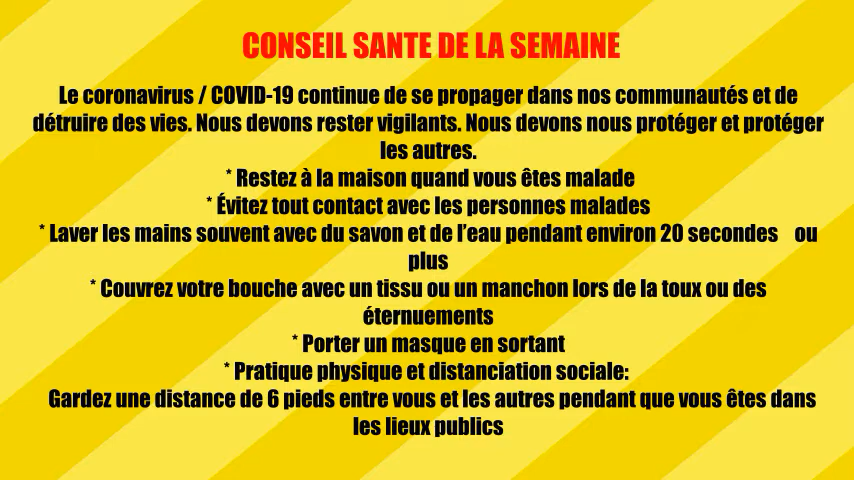 CONSEIL SANTE DE LA SEMAINE
Le coronavirus / COVID-19 continue de se propager dans nos communautés et de
détruire des vies. Nous devons rester vigilants. Nous devons nous protéger et protéger
les autres.
* Restez à la maison quand vous êtes malade
* Évitez tout contact avec les personnes malades
* Laver les mains souvent avec du savon et de l’eau pendant environ 20 secondes ou
plus
* Couvrez votre bouche avec un tissu ou un manchon lors de la toux ou des
éternuements
* Porter un masque en sortant
* Pratique physique et distanciation sociale:
Gardez une distance de 6 pieds entre vous et les autres pendant que vous êtes dans
les lieux publics